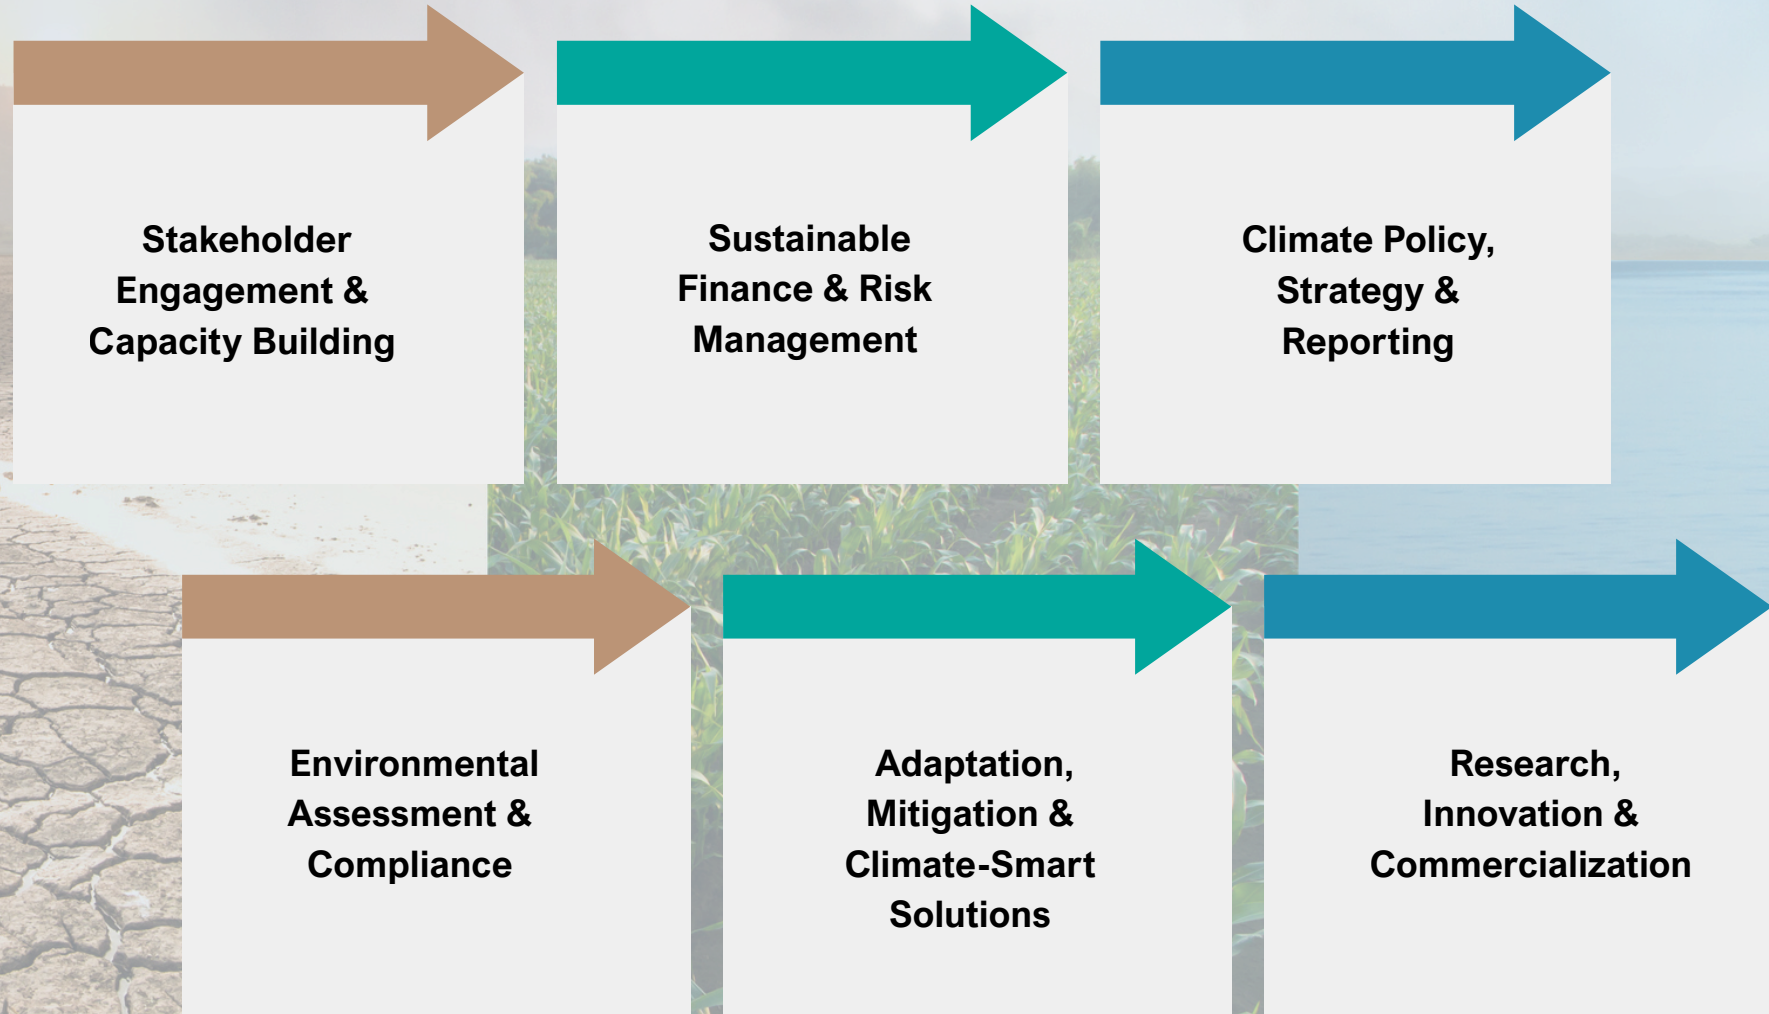 Stakeholder
Engagement &
Capacity Building
Sustainable
Finance & Risk
Management
Climate Policy,
Strategy &
Reporting
Environmental
Assessment &
Compliance
Adaptation,
Mitigation &
Climate-Smart
Solutions
Research,
Innovation &
Commercialization